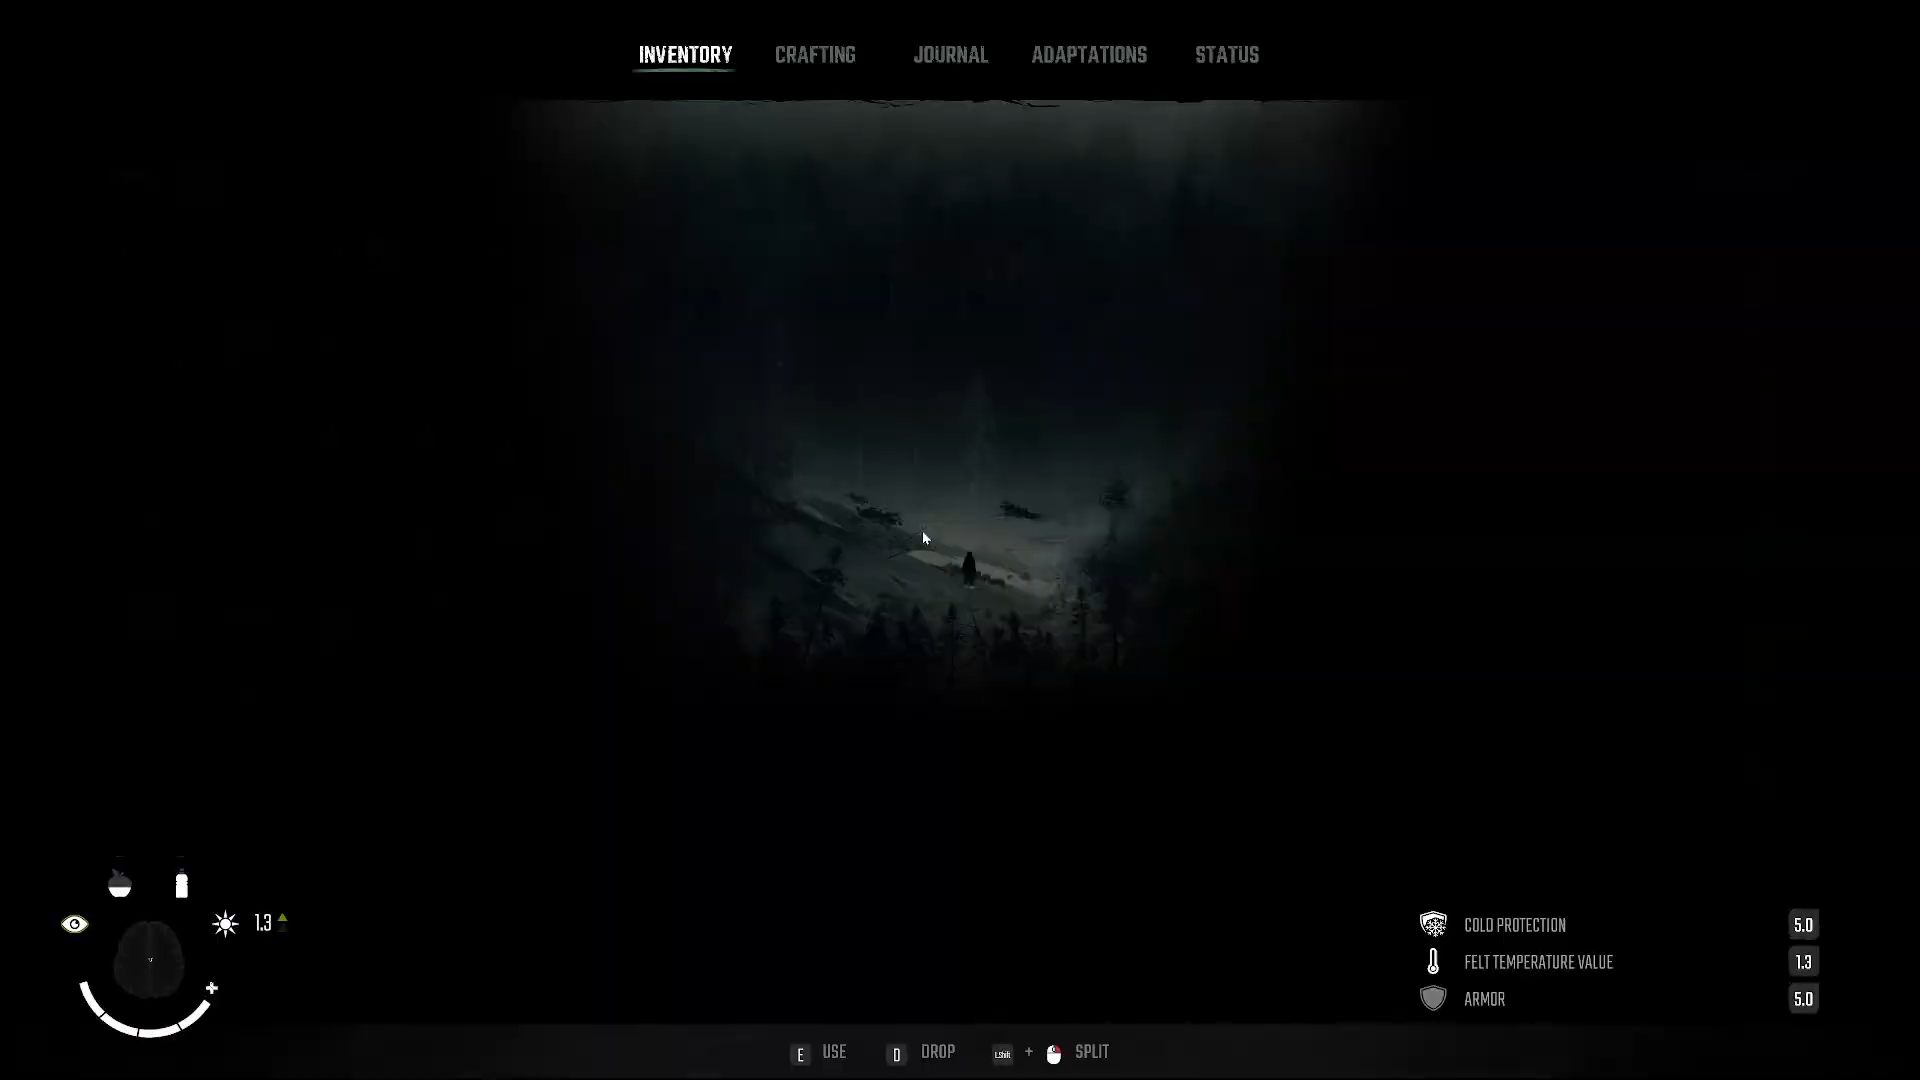 INVENTORY CRAFTING JOURNAL ADAPTATIONS STATUS
1.3
COLD PROTECTION 5.0
FELT TEMPERATURE VALUE 1.3
ARMOR 5.0
E USE D DROP LShift + SPLIT